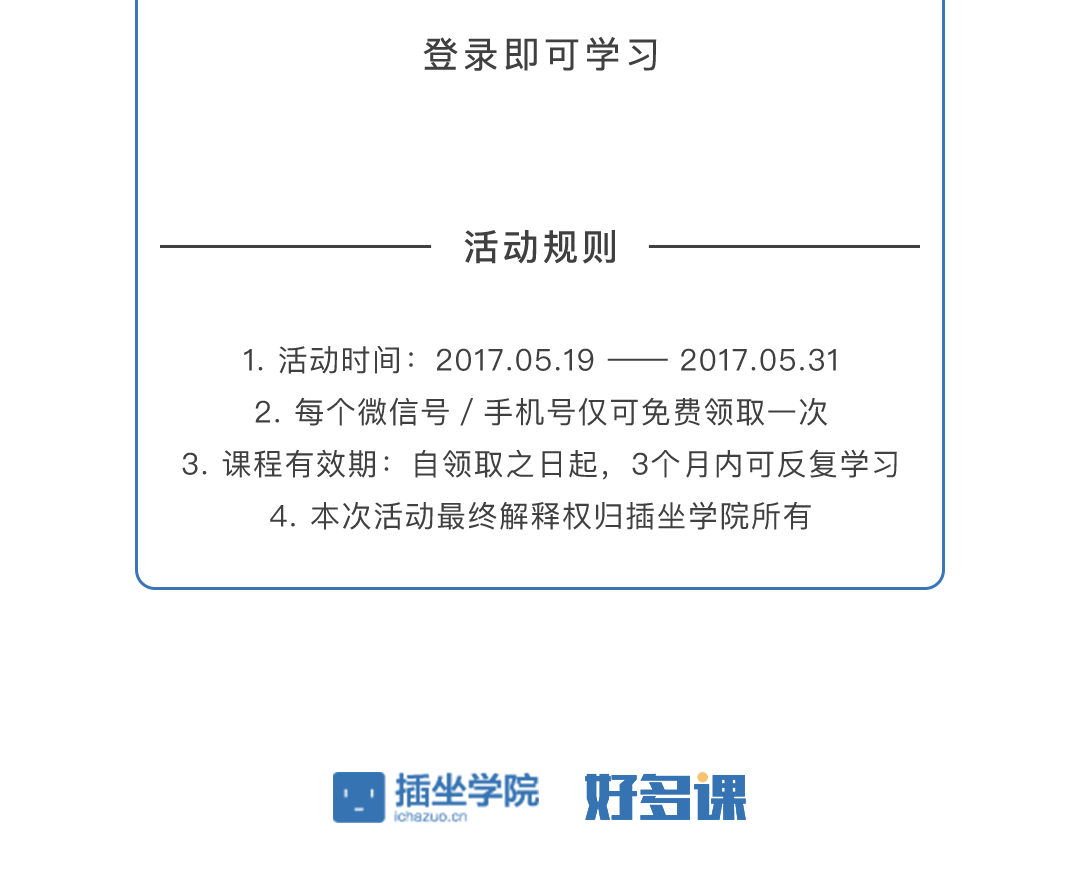 登录即可学习
活动规则
1. 活动时间：2017.05.19 —— 2017.05.31
2. 每个微信号 / 手机号仅可免费领取一次
3. 课程有效期：自领取之日起，3个月内可反复学习
4. 本次活动最终解释权归插坐学院所有
插坐学院 好多课
ichazuo.cn